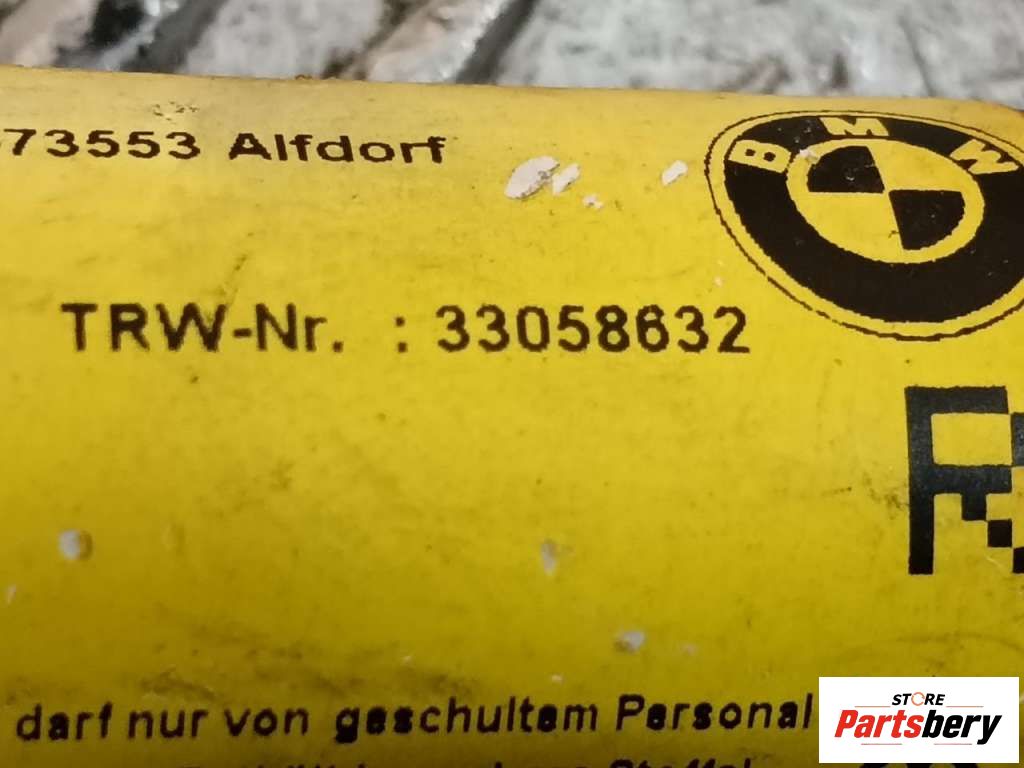 73553 Alfdorf
BMW
TRW-Nr. : 33058632
R
darf nur von geschultem Personal
STORE
Partsbery